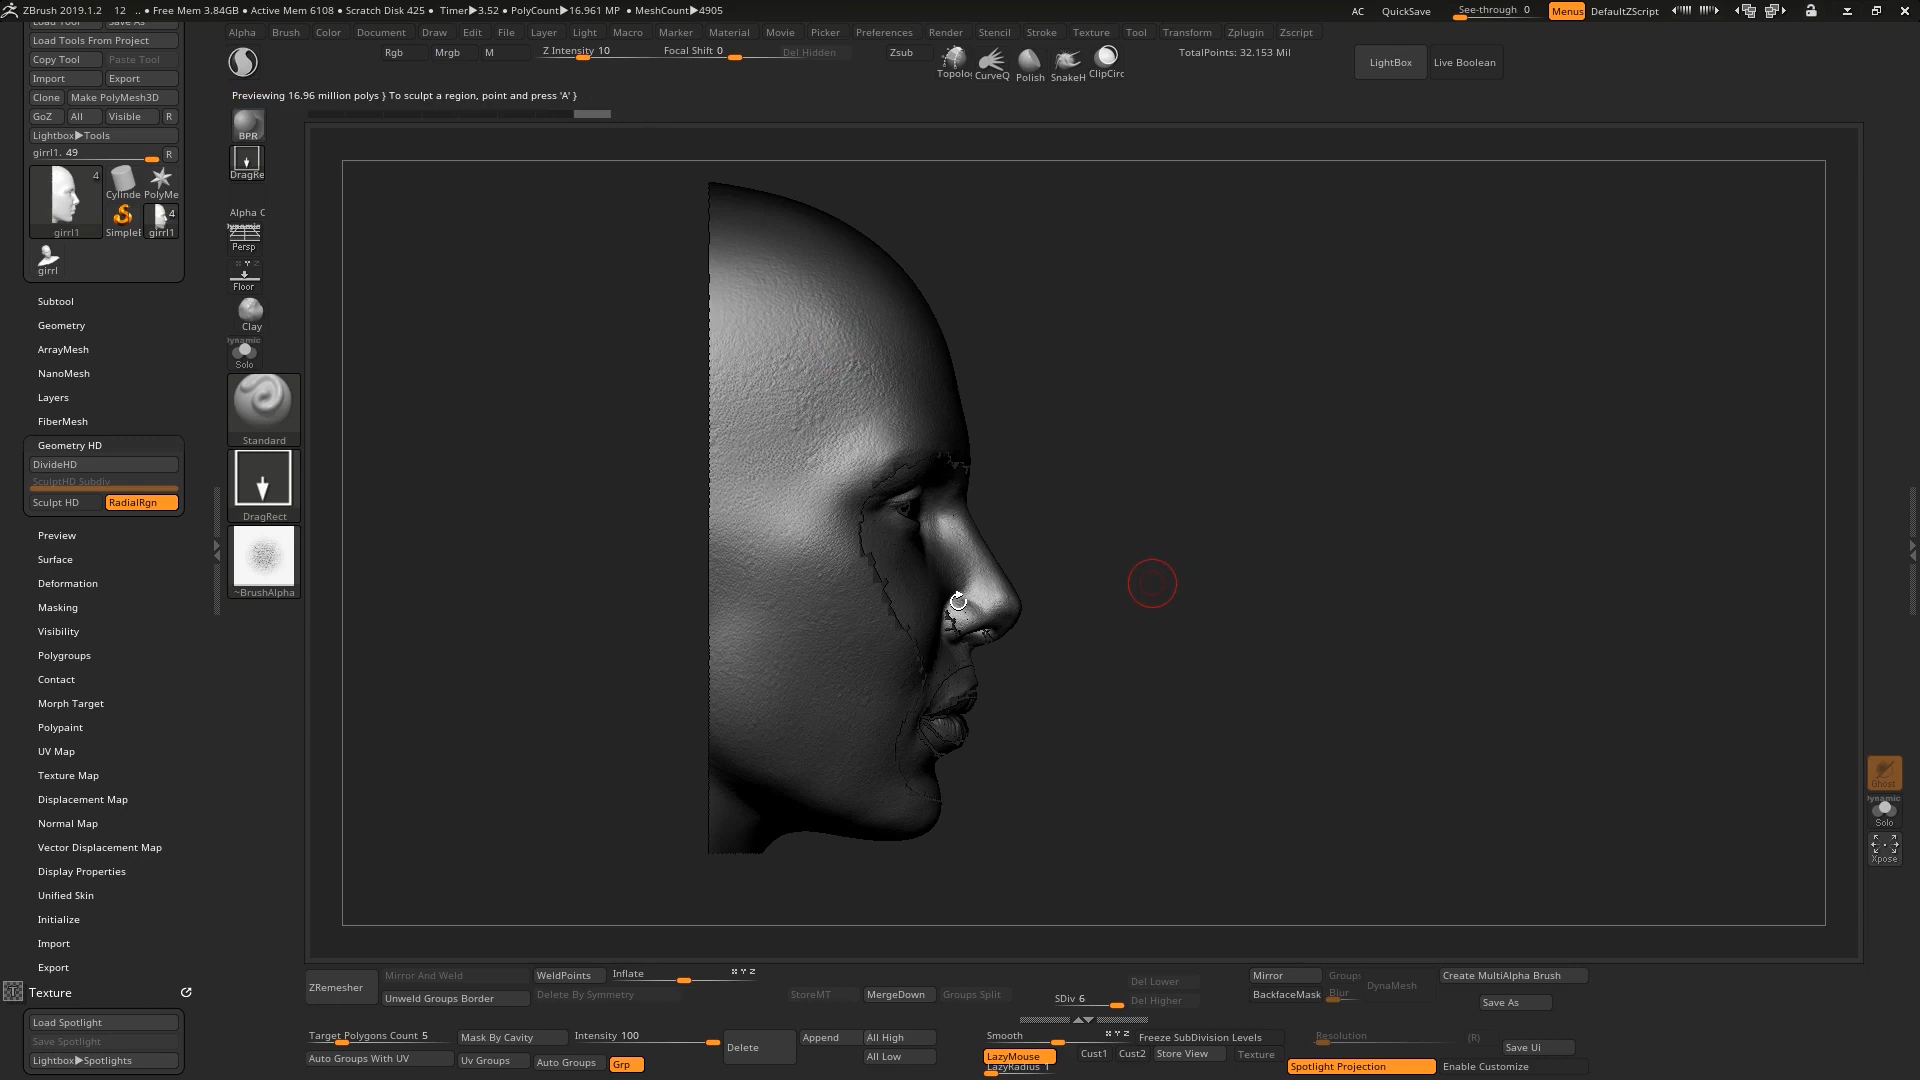 ZBrush 2019.1.2 12 .. • Free Mem 3.84GB • Active Mem 6108 • Scratch Disk 425 • Timer▶3.52 • PolyCount▶16.961 MP • MeshCount▶4905
AC QuickSave See-through 0 Menus DefaultZScript
Load Tool Save As
Alpha Brush Color Document Draw Edit File Layer Light Macro Marker Material Movie Picker Preferences Render Stencil Stroke Texture Tool Transform Zplugin Zscript
Load Tools From Project
Copy Tool Paste Tool
Import Export
Clone Make PolyMesh3D
GoZ All Visible R
Lightbox▶Tools
girrl1. 49 R
4
Cylinde PolyMe
4
girrl1 SimpleB girrl1
girrl
Rgb Mrgb M Z Intensity 10 Focal Shift 0 Del Hidden Zsub
Topolo CurveQ Polish SnakeH ClipCirc
TotalPoints: 32.153 Mil
LightBox Live Boolean
Previewing 16.96 million polys } To sculpt a region, point and press 'A' }
BPR
DragRe
Alpha C
Dynamic
Persp
X Y Z
Floor
Clay
Dynamic
Solo
Standard
DragRect
~BrushAlpha
Subtool
Geometry
ArrayMesh
NanoMesh
Layers
FiberMesh
Geometry HD
DivideHD
SculptHD Subdiv
Sculpt HD RadialRgn
Preview
Surface
Deformation
Masking
Visibility
Polygroups
Contact
Morph Target
Polypaint
UV Map
Texture Map
Displacement Map
Normal Map
Vector Displacement Map
Display Properties
Unified Skin
Initialize
Import
Export
Texture
Load Spotlight
Save Spotlight
Lightbox▶Spotlights
Ghost
Dynamic
Solo
Xpose
ZRemesher
Mirror And Weld
Unweld Groups Border
WeldPoints
Delete By Symmetry
Inflate X Y Z
StoreMT MergeDown Groups Split
SDiv 6
Del Lower
Del Higher
Mirror
BackfaceMask
Groups
Blur
DynaMesh
Create MultiAlpha Brush
Save As
Target Polygons Count 5
Auto Groups With UV
Mask By Cavity
Uv Groups
Intensity 100
Auto Groups Grp
Delete
Append All High
All Low
Smooth X Y Z
LazyMouse
LazyRadius 1
Cust1 Cust2
Freeze SubDivision Levels
Store View Texture
Resolution (R)
Spotlight Projection
Save Ui
Enable Customize